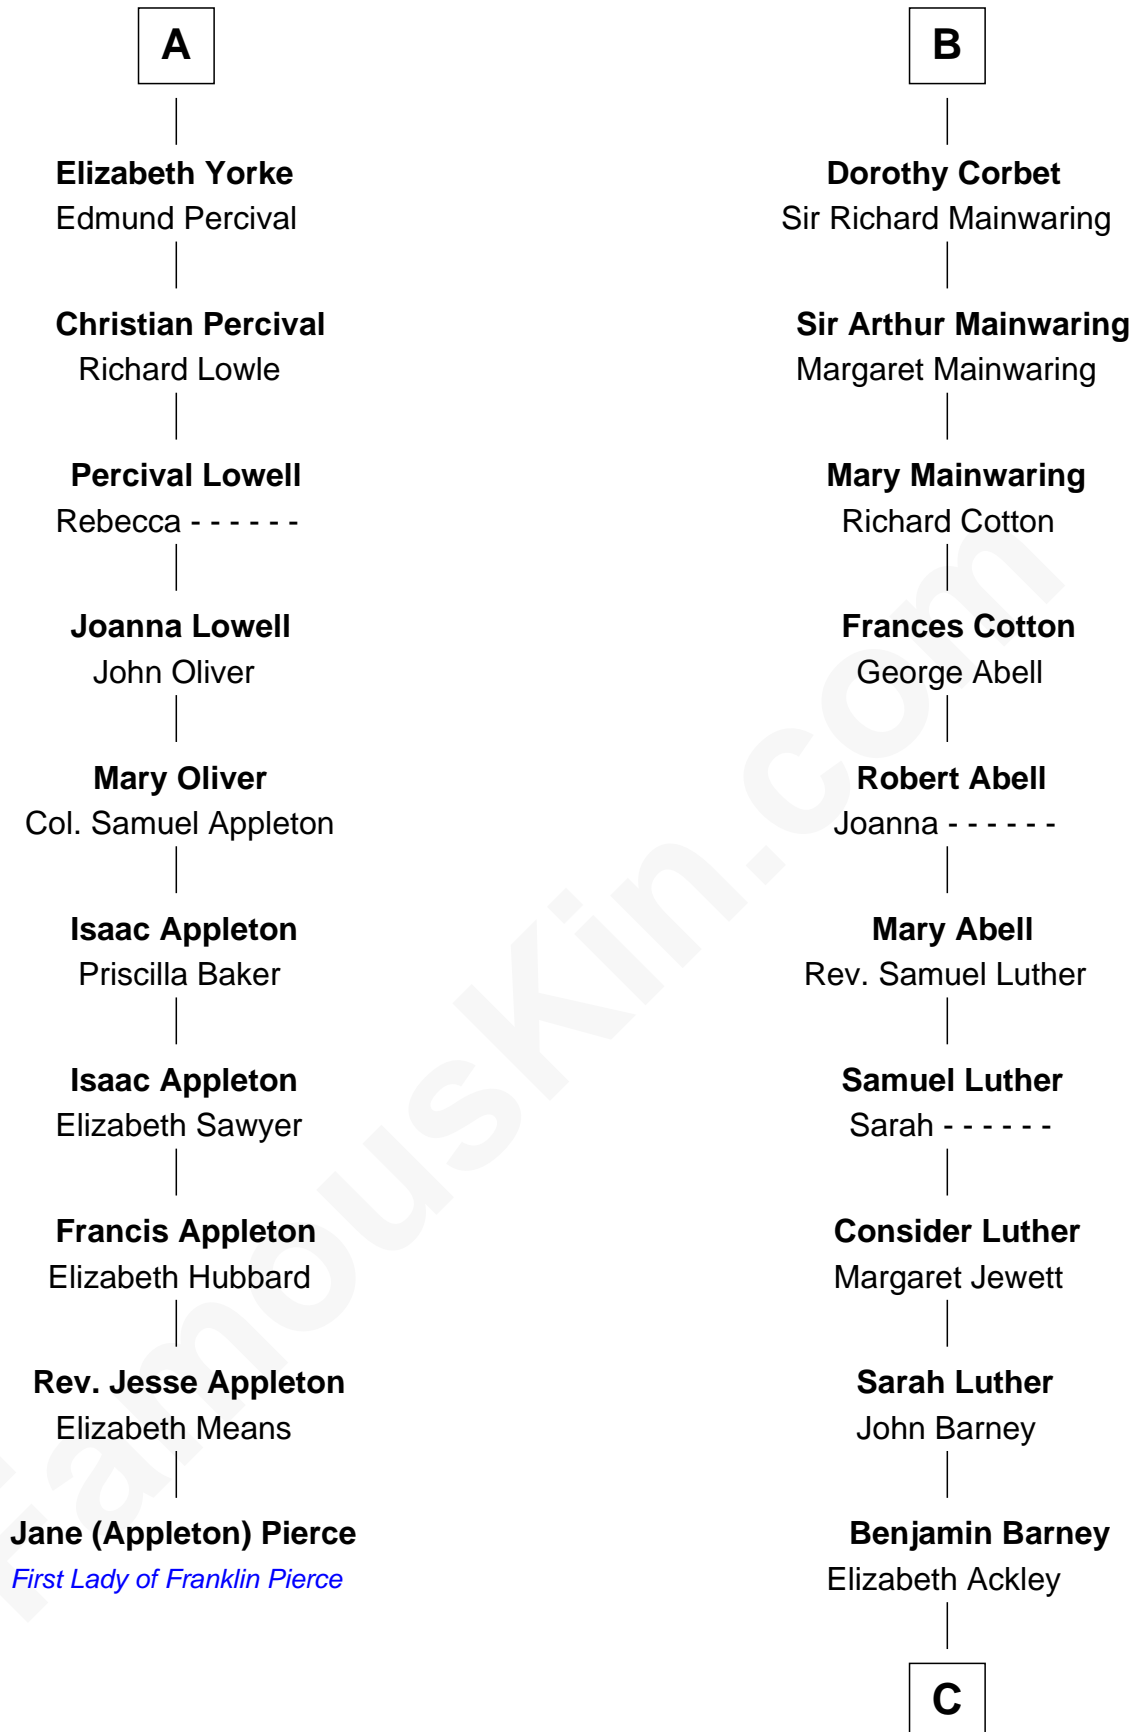 A
Elizabeth Yorke
Edmund Percival
Christian Percival
Richard Lowle
Percival Lowell
Rebecca - - - - - -
Joanna Lowell
John Oliver
Mary Oliver
Col. Samuel Appleton
Isaac Appleton
Priscilla Baker
Isaac Appleton
Elizabeth Sawyer
Francis Appleton
Elizabeth Hubbard
Rev. Jesse Appleton
Elizabeth Means
Jane (Appleton) Pierce
First Lady of Franklin Pierce
B
Dorothy Corbet
Sir Richard Mainwaring
Sir Arthur Mainwaring
Margaret Mainwaring
Mary Mainwaring
Richard Cotton
Frances Cotton
George Abell
Robert Abell
Joanna - - - - - -
Mary Abell
Rev. Samuel Luther
Samuel Luther
Sarah - - - - - -
Consider Luther
Margaret Jewett
Sarah Luther
John Barney
Benjamin Barney
Elizabeth Ackley
C
FamousKin.com